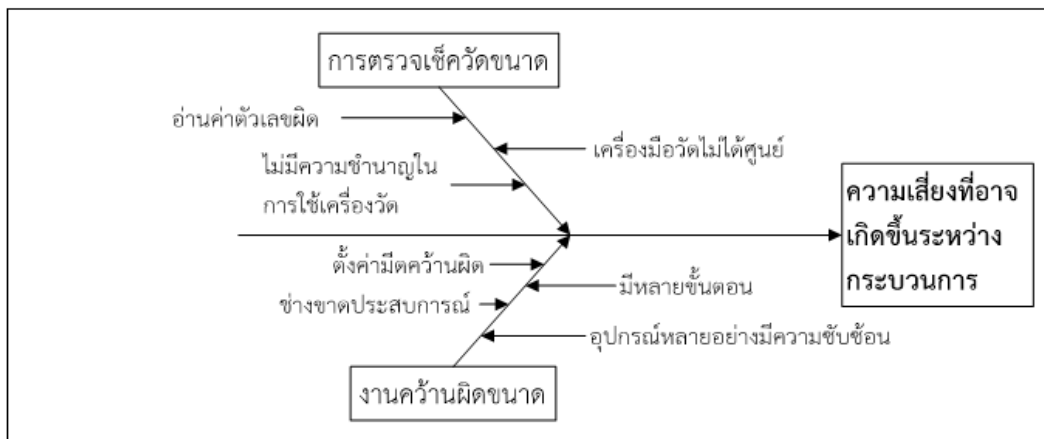 การตรวจเช็ควัดขนาด
อ่านค่าตัวเลขผิด
เครื่องมือวัดไม่ได้ศูนย์
ไม่มีความชำนาญใน
การใช้เครื่องวัด
ความเสี่ยงที่อาจ
เกิดขึ้นระหว่าง
กระบวนการ
ตั้งค่ามีดคว้านผิด
มีหลายขั้นตอน
ช่างขาดประสบการณ์
อุปกรณ์หลายอย่างมีความซับซ้อน
งานคว้านผิดขนาด